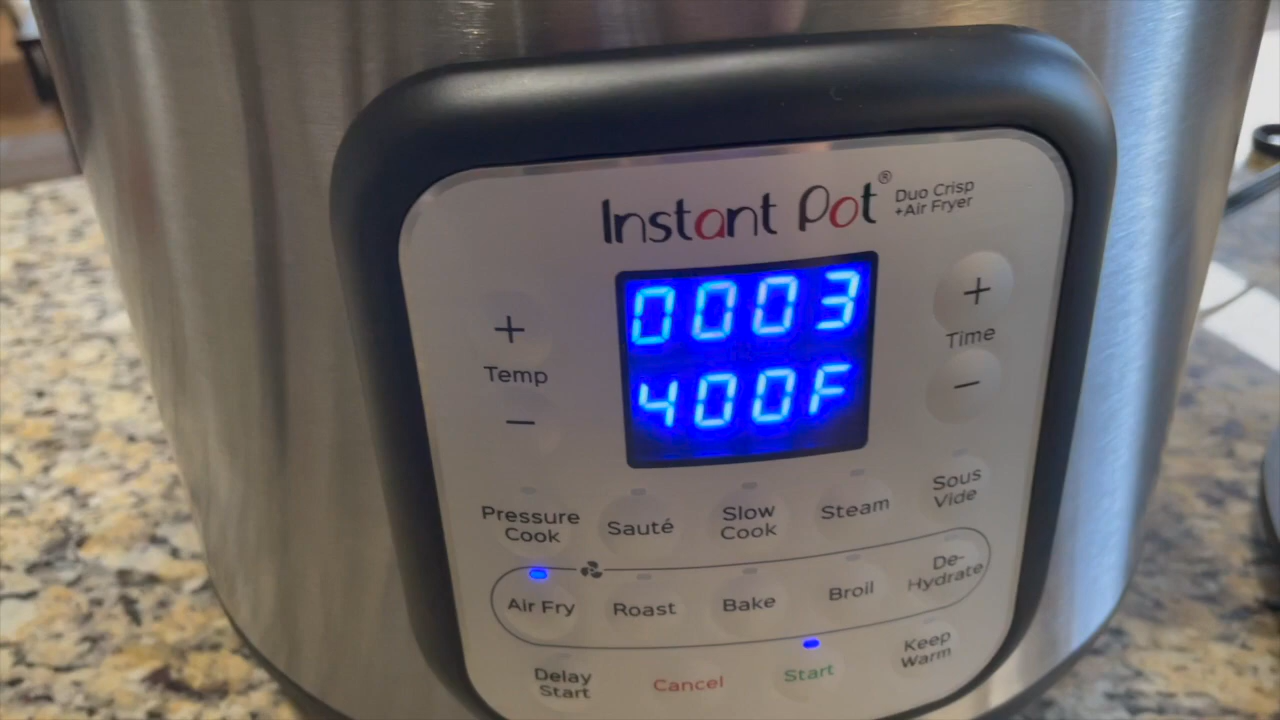 Instant Pot®
Duo Crisp
+Air Fryer
0003
400F
+
Temp
−
+
Time
−
Pressure
Cook
Sauté
Slow
Cook
Steam
Sous
Vide
Air Fry
Roast
Bake
Broil
De-
Hydrate
Delay
Start
Cancel
Start
Keep
Warm